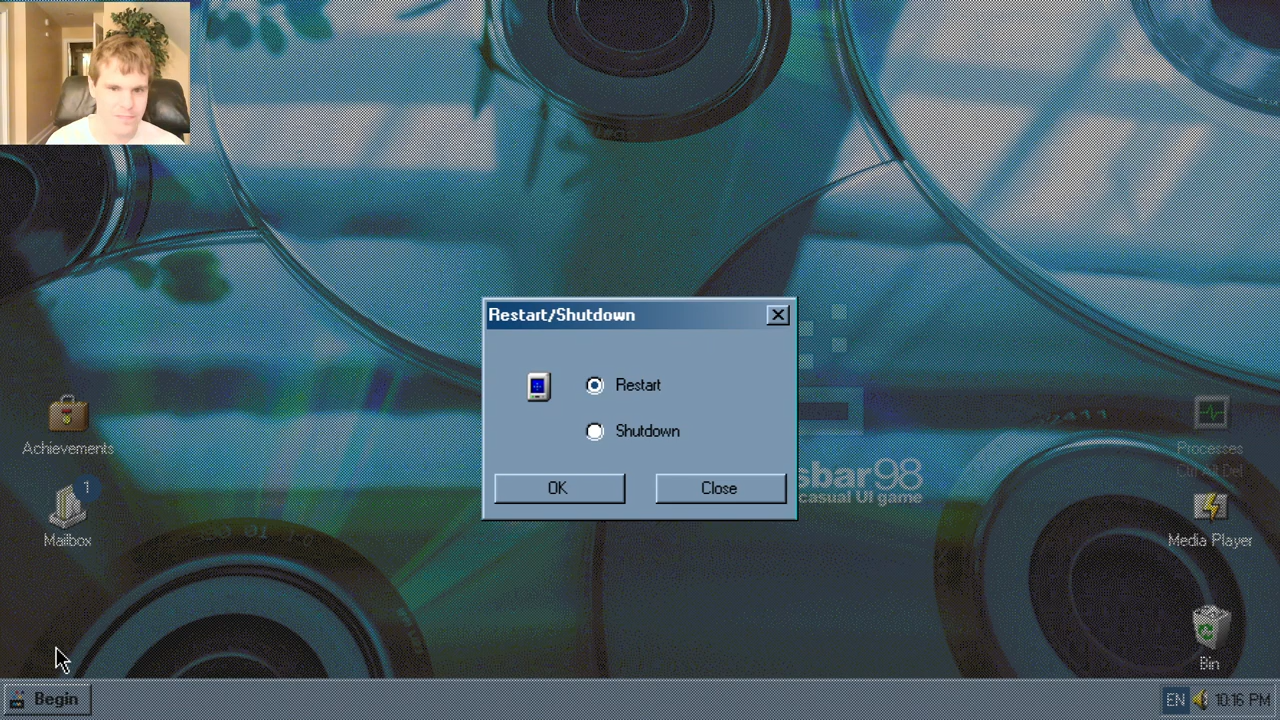 Restart/Shutdown
Restart
Shutdown
OK
Close
Achievements
1
Mailbox
sbar98
casual UI game
Processes
Ctrl Alt Del
Media Player
Bin
Begin
EN
10:16 PM